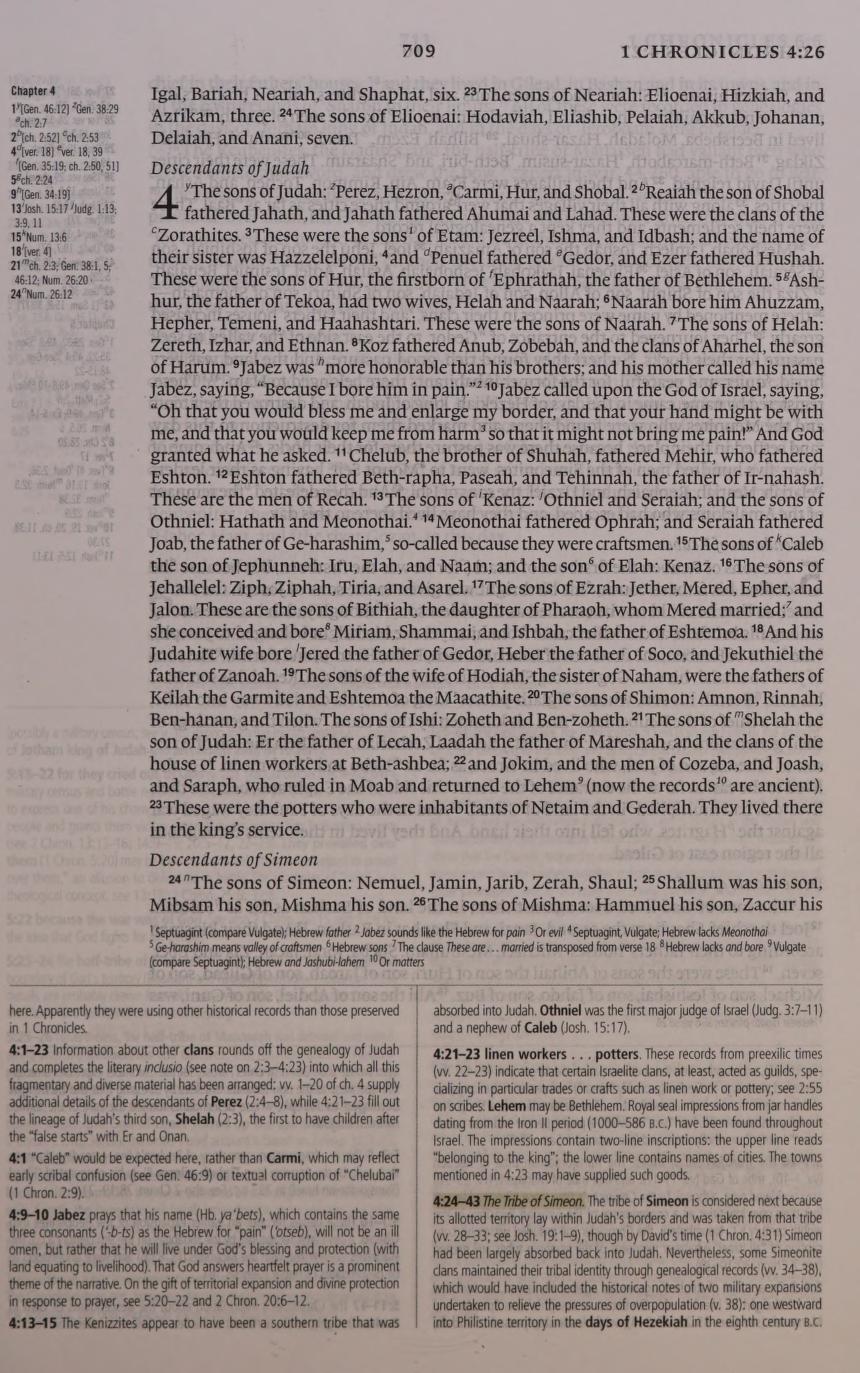 709
1 CHRONICLES 4:26
Chapter 4
1 y[Gen. 46:12] zGen. 38:29
ach. 2:7
2 b[ch. 2:52] cch. 2:53
4 d[ver. 18] ever. 18, 39
f[Gen. 35:19; ch. 2:50, 51]
5 gch. 2:24
9 h[Gen. 34:19]
13 iJosh. 15:17 jJudg. 1:13;
3:9, 11
15 kNum. 13:6
18 l[ver. 4]
21 mch. 2:3; Gen. 38:1, 5;
46:12; Num. 26:20
24 nNum. 26:12
Igal, Bariah, Neariah, and Shaphat, six. 23 The sons of Neariah: Elioenai, Hizkiah, and
Azrikam, three. 24 The sons of Elioenai: Hodaviah, Eliashib, Pelaiah, Akkub, Johanan,
Delaiah, and Anani, seven.
Descendants of Judah
4 yThe sons of Judah: zPerez, Hezron, aCarmi, Hur, and Shobal. 2 bReaiah the son of Shobal
fathered Jahath, and Jahath fathered Ahumai and Lahad. These were the clans of the
cZorathites. 3 These were the sons1 of Etam: Jezreel, Ishma, and Idbash; and the name of
their sister was Hazzelelponi, 4 and dPenuel fathered eGedor, and Ezer fathered Hushah.
These were the sons of Hur, the firstborn of fEphrathah, the father of Bethlehem. 5 gAsh-
hur, the father of Tekoa, had two wives, Helah and Naarah; 6 Naarah bore him Ahuzzam,
Hepher, Temeni, and Haahashtari. These were the sons of Naarah. 7 The sons of Helah:
Zereth, Izhar, and Ethnan. 8 Koz fathered Anub, Zobebah, and the clans of Aharhel, the son
of Harum. 9 Jabez was hmore honorable than his brothers; and his mother called his name
Jabez, saying, “Because I bore him in pain.”2 10 Jabez called upon the God of Israel, saying,
“Oh that you would bless me and enlarge my border, and that your hand might be with
me, and that you would keep me from harm3 so that it might not bring me pain!” And God
granted what he asked. 11 Chelub, the brother of Shuhah, fathered Mehir, who fathered
Eshton. 12 Eshton fathered Beth-rapha, Paseah, and Tehinnah, the father of Ir-nahash.
These are the men of Recah. 13 The sons of iKenaz: jOthniel and Seraiah; and the sons of
Othniel: Hathath and Meonothai.4 14 Meonothai fathered Ophrah; and Seraiah fathered
Joab, the father of Ge-harashim,5 so-called because they were craftsmen. 15 The sons of kCaleb
the son of Jephunneh: Iru, Elah, and Naam; and the son6 of Elah: Kenaz. 16 The sons of
Jehallelel: Ziph, Ziphah, Tiria, and Asarel. 17 The sons of Ezrah: Jether, Mered, Epher, and
Jalon. These are the sons of Bithiah, the daughter of Pharaoh, whom Mered married;7 and
she conceived and bore8 Miriam, Shammai, and Ishbah, the father of Eshtemoa. 18 And his
Judahite wife bore lJered the father of Gedor, Heber the father of Soco, and Jekuthiel the
father of Zanoah. 19 The sons of the wife of Hodiah, the sister of Naham, were the fathers of
Keilah the Garmite and Eshtemoa the Maacathite. 20 The sons of Shimon: Amnon, Rinnah,
Ben-hanan, and Tilon. The sons of Ishi: Zoheth and Ben-zoheth. 21 The sons of mShelah the
son of Judah: Er the father of Lecah, Laadah the father of Mareshah, and the clans of the
house of linen workers at Beth-ashbea; 22 and Jokim, and the men of Cozeba, and Joash,
and Saraph, who ruled in Moab and returned to Lehem9 (now the records10 are ancient).
23 These were the potters who were inhabitants of Netaim and Gederah. They lived there
in the king's service.
Descendants of Simeon
24 nThe sons of Simeon: Nemuel, Jamin, Jarib, Zerah, Shaul; 25 Shallum was his son,
Mibsam his son, Mishma his son. 26 The sons of Mishma: Hammuel his son, Zaccur his
1 Septuagint (compare Vulgate); Hebrew father 2 Jabez sounds like the Hebrew for pain 3 Or evil 4 Septuagint, Vulgate; Hebrew lacks Meonothai
5 Ge-harashim means valley of craftsmen 6 Hebrew sons 7 The clause These are . . . married is transposed from verse 18 8 Hebrew lacks and bore 9 Vulgate
(compare Septuagint); Hebrew and Jashubi-lahem 10 Or matters
here. Apparently they were using other historical records than those preserved
in 1 Chronicles.
4:1–23 Information about other clans rounds off the genealogy of Judah
and completes the literary inclusio (see note on 2:3–4:23) into which all this
fragmentary and diverse material has been arranged: vv. 1–20 of ch. 4 supply
additional details of the descendants of Perez (2:4–8), while 4:21–23 fill out
the lineage of Judah's third son, Shelah (2:3), the first to have children after
the “false starts” with Er and Onan.
4:1 “Caleb” would be expected here, rather than Carmi, which may reflect
early scribal confusion (see Gen. 46:9) or textual corruption of “Chelubai”
(1 Chron. 2:9).
4:9–10 Jabez prays that his name (Hb. ya‘bets), which contains the same
three consonants (‘-b-ts) as the Hebrew for “pain” (‘otseb), will not be an ill
omen, but rather that he will live under God's blessing and protection (with
land equating to livelihood). That God answers heartfelt prayer is a prominent
theme of the narrative. On the gift of territorial expansion and divine protection
in response to prayer, see 5:20–22 and 2 Chron. 20:6–12.
4:13–15 The Kenizzites appear to have been a southern tribe that was
absorbed into Judah. Othniel was the first major judge of Israel (Judg. 3:7–11)
and a nephew of Caleb (Josh. 15:17).
4:21–23 linen workers . . . potters. These records from preexilic times
(vv. 22–23) indicate that certain Israelite clans, at least, acted as guilds, spe-
cializing in particular trades or crafts such as linen work or pottery; see 2:55
on scribes. Lehem may be Bethlehem. Royal seal impressions from jar handles
dating from the Iron II period (1000–586 B.C.) have been found throughout
Israel. The impressions contain two-line inscriptions: the upper line reads
“belonging to the king”; the lower line contains names of cities. The towns
mentioned in 4:23 may have supplied such goods.
4:24–43 The Tribe of Simeon. The tribe of Simeon is considered next because
its allotted territory lay within Judah's borders and was taken from that tribe
(vv. 28–33; see Josh. 19:1–9), though by David's time (1 Chron. 4:31) Simeon
had been largely absorbed back into Judah. Nevertheless, some Simeonite
clans maintained their tribal identity through genealogical records (vv. 34–38),
which would have included the historical notes of two military expansions
undertaken to relieve the pressures of overpopulation (v. 38): one westward
into Philistine territory in the days of Hezekiah in the eighth century B.C.